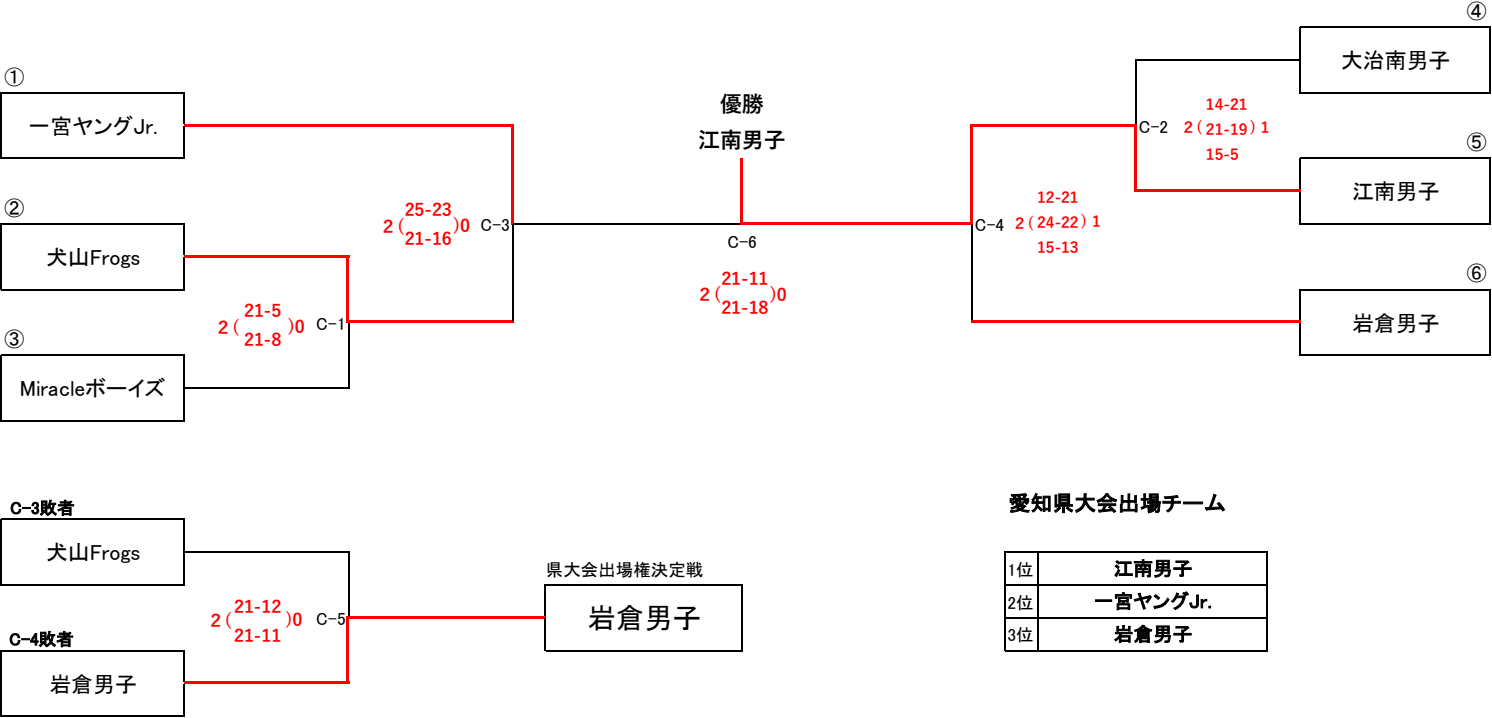 ①
一宮ヤングJr.
②
犬山Frogs
③
Miracleボーイズ
21-5
2 ( )0 C-1
21-8
25-23
2 ( )0 C-3
21-16
優勝
江南男子
C-6
21-11
2 ( )0
21-18
④
大治南男子
14-21
C-2 2 ( 21-19 ) 1
15-5
⑤
江南男子
12-21
C-4 2 ( 24-22 ) 1
15-13
⑥
岩倉男子
C-3敗者
犬山Frogs
21-12
2 ( )0 C-5
21-11
C-4敗者
岩倉男子
県大会出場権決定戦
岩倉男子
愛知県大会出場チーム
1位 江南男子
2位 一宮ヤングJr.
3位 岩倉男子